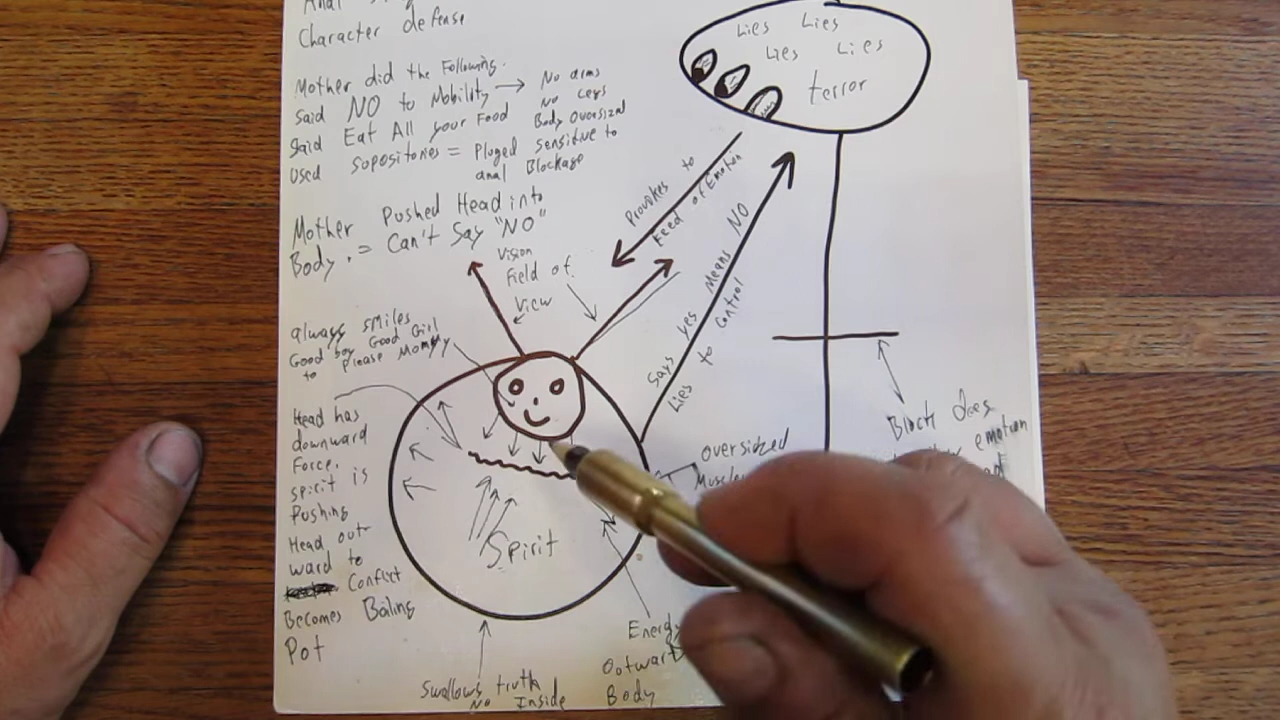 Character defense
Mother did the Following.
said NO to Mobility → No arms
No legs
said Eat All your Food Body Oversized
Used Supositories = Pluged sensitive to
anal Blockage
Mother Pushed Head into
Body. = Can't Say "NO"
Vision
Field of
View
always smiles
Good boy Good Girl
to please Mommy
Head has
downward
Force.
spirit is
Pushing
Head out-
ward to
Conflict
Becomes Boiling
Pot
Spirit
Swallows truth
No Inside
Energy
Outward
Body
oversized
Lies Lies
Lies Lies
terror
Provokes to
Feed of Emotion
Says yes Means NO
Lies to Control
Block does
emotion